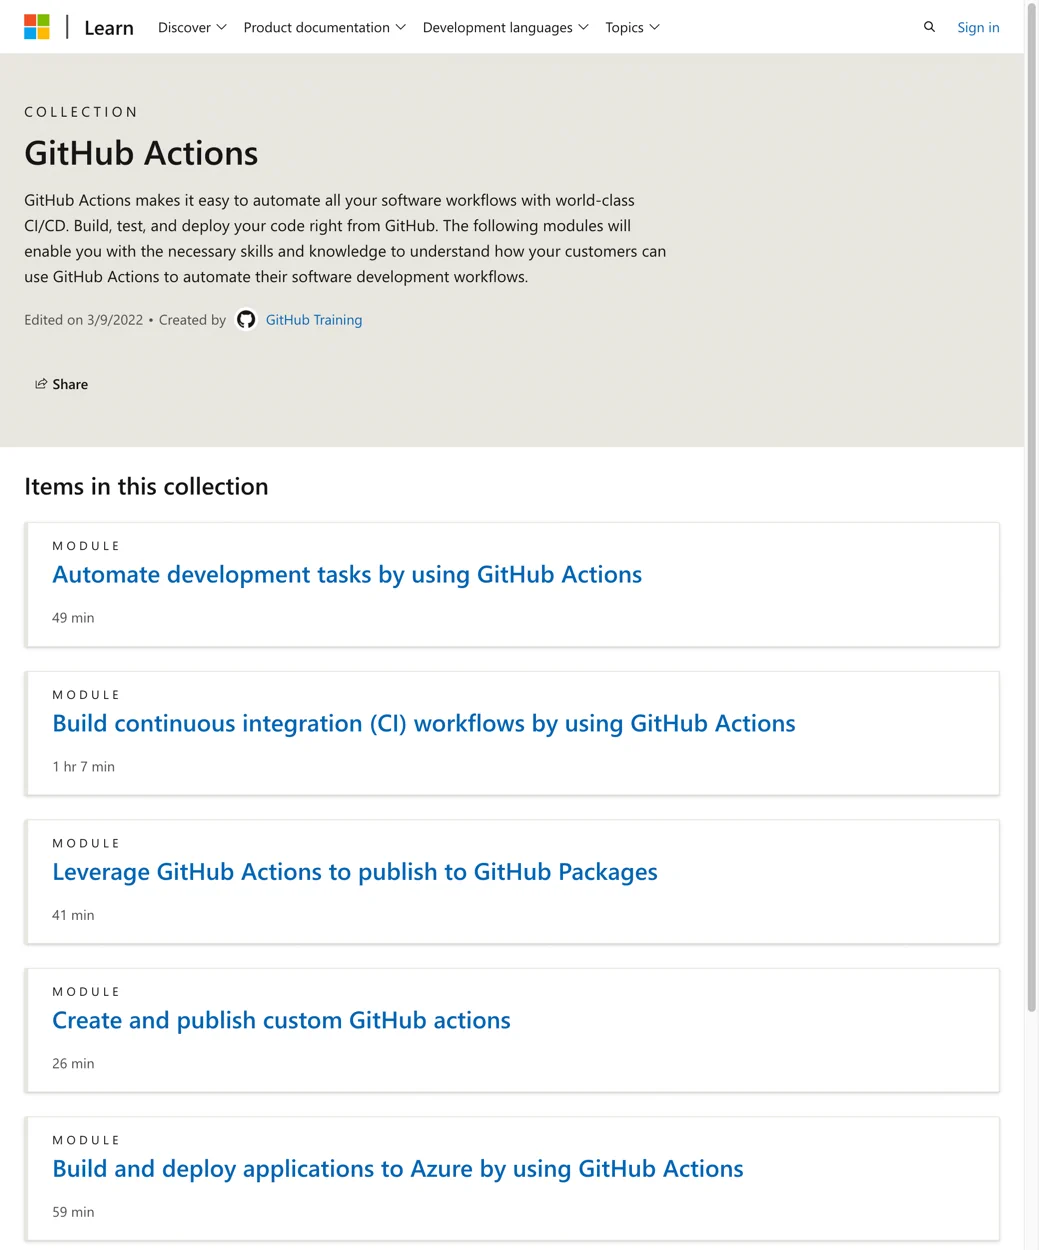 Learn Discover Product documentation Development languages Topics Sign in
COLLECTION
GitHub Actions
GitHub Actions makes it easy to automate all your software workflows with world-class
CI/CD. Build, test, and deploy your code right from GitHub. The following modules will
enable you with the necessary skills and knowledge to understand how your customers can
use GitHub Actions to automate their software development workflows.
Edited on 3/9/2022 • Created by GitHub Training
Share
Items in this collection
MODULE
Automate development tasks by using GitHub Actions
49 min
MODULE
Build continuous integration (CI) workflows by using GitHub Actions
1 hr 7 min
MODULE
Leverage GitHub Actions to publish to GitHub Packages
41 min
MODULE
Create and publish custom GitHub actions
26 min
MODULE
Build and deploy applications to Azure by using GitHub Actions
59 min